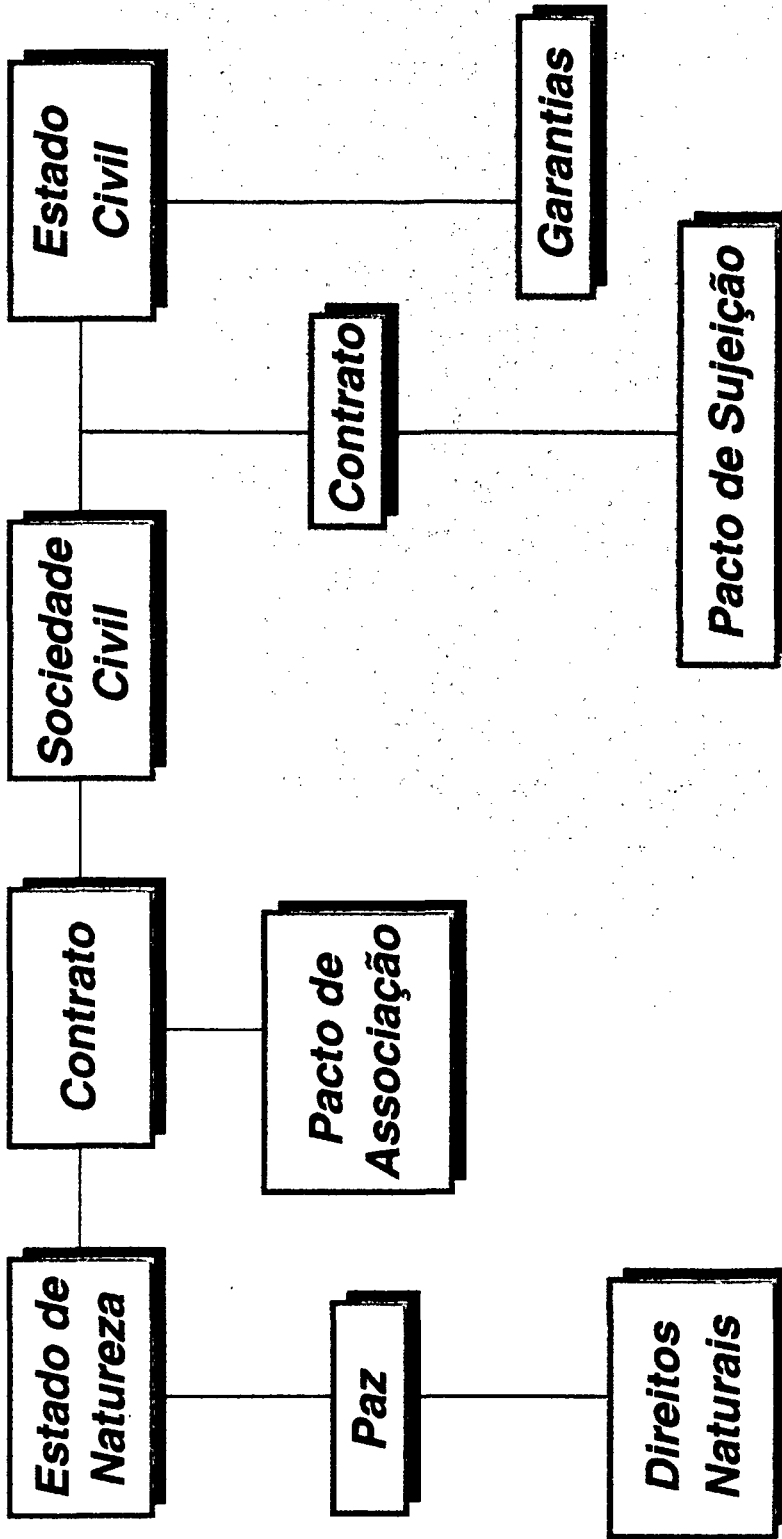 Estado de
Natureza
Contrato
Sociedade
Civil
Estado
Civil
Paz
Pacto de
Associação
Contrato
Garantias
Direitos
Naturais
Pacto de Sujeição